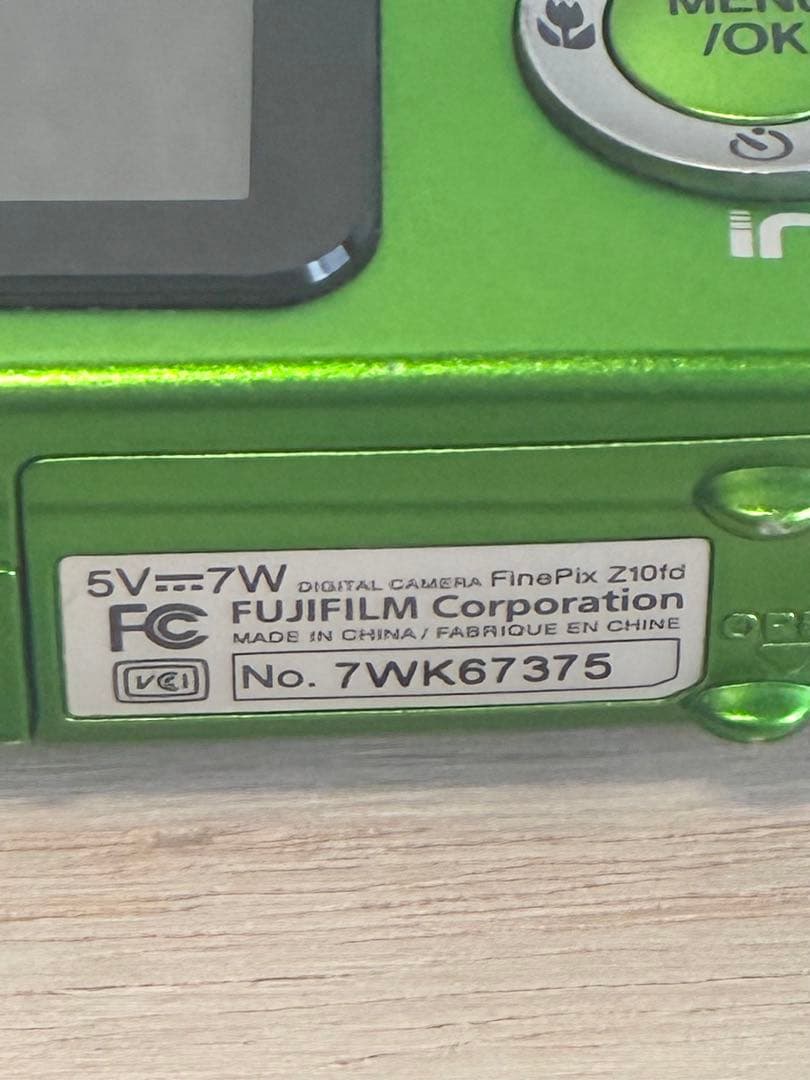 MENU
/OK
5V⎓7W DIGITAL CAMERA FinePix Z10fd
FC FUJIFILM Corporation
MADE IN CHINA / FABRIQUE EN CHINE
VCI No. 7WK67375